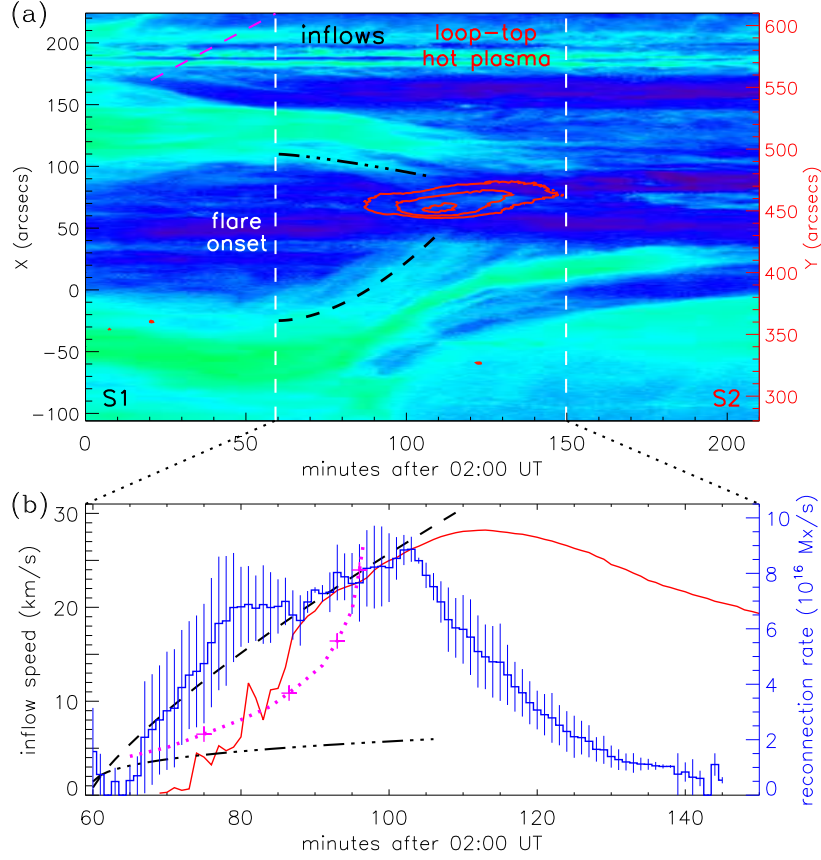 (a)
inflows
loop-top
hot plasma
flare
onset
S1
S2
200
150
100
50
0
-50
-100
X (arcsecs)
600
550
500
450
400
350
300
Y (arcsecs)
0 50 100 150 200
minutes after 02:00 UT
(b)
30
20
10
0
inflow speed (km/s)
10
8
6
4
2
0
reconnection rate (10^16 Mx/s)
60 80 100 120 140
minutes after 02:00 UT